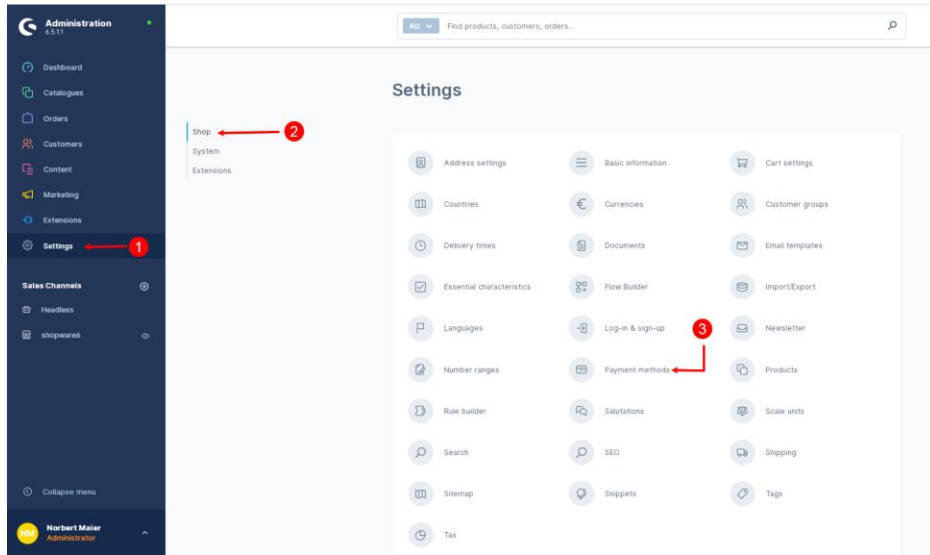 Administration
6.5.1.1
All
Find products, customers, orders...
Dashboard
Catalogues
Orders
Customers
Content
Marketing
Extensions
Settings
1
Sales Channels
Headless
shopware6
Collapse menu
NM
Norbert Maier
Administrator
Settings
Shop
2
System
Extensions
Address settings
Basic information
Cart settings
Countries
Currencies
Customer groups
Delivery times
Documents
Email templates
Essential characteristics
Flow Builder
Import/Export
Languages
Log-in & sign-up
3
Newsletter
Number ranges
Payment methods
Products
Rule builder
Salutations
Scale units
Search
SEO
Shipping
Sitemap
Snippets
Tags
Tax